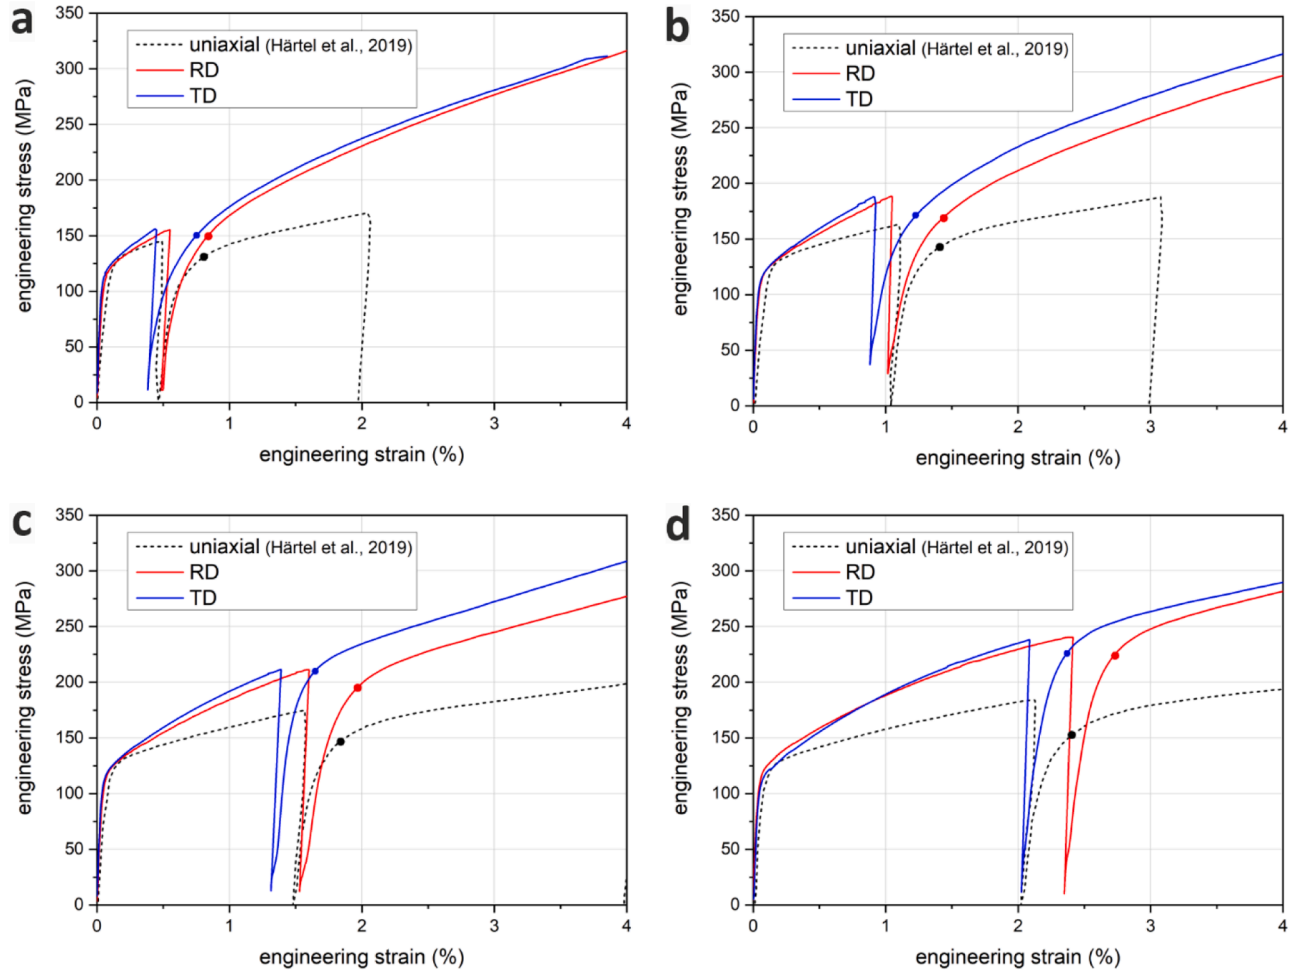 a
350
300
250
200
150
100
50
0
engineering stress (MPa)
uniaxial (Härtel et al., 2019)
RD
TD
0 1 2 3 4
engineering strain (%)
b
350
300
250
200
150
100
50
0
engineering stress (MPa)
uniaxial (Härtel et al., 2019)
RD
TD
0 1 2 3 4
engineering strain (%)
c
350
300
250
200
150
100
50
0
engineering stress (MPa)
uniaxial (Härtel et al., 2019)
RD
TD
0 1 2 3 4
engineering strain (%)
d
350
300
250
200
150
100
50
0
engineering stress (MPa)
uniaxial (Härtel et al., 2019)
RD
TD
0 1 2 3 4
engineering strain (%)